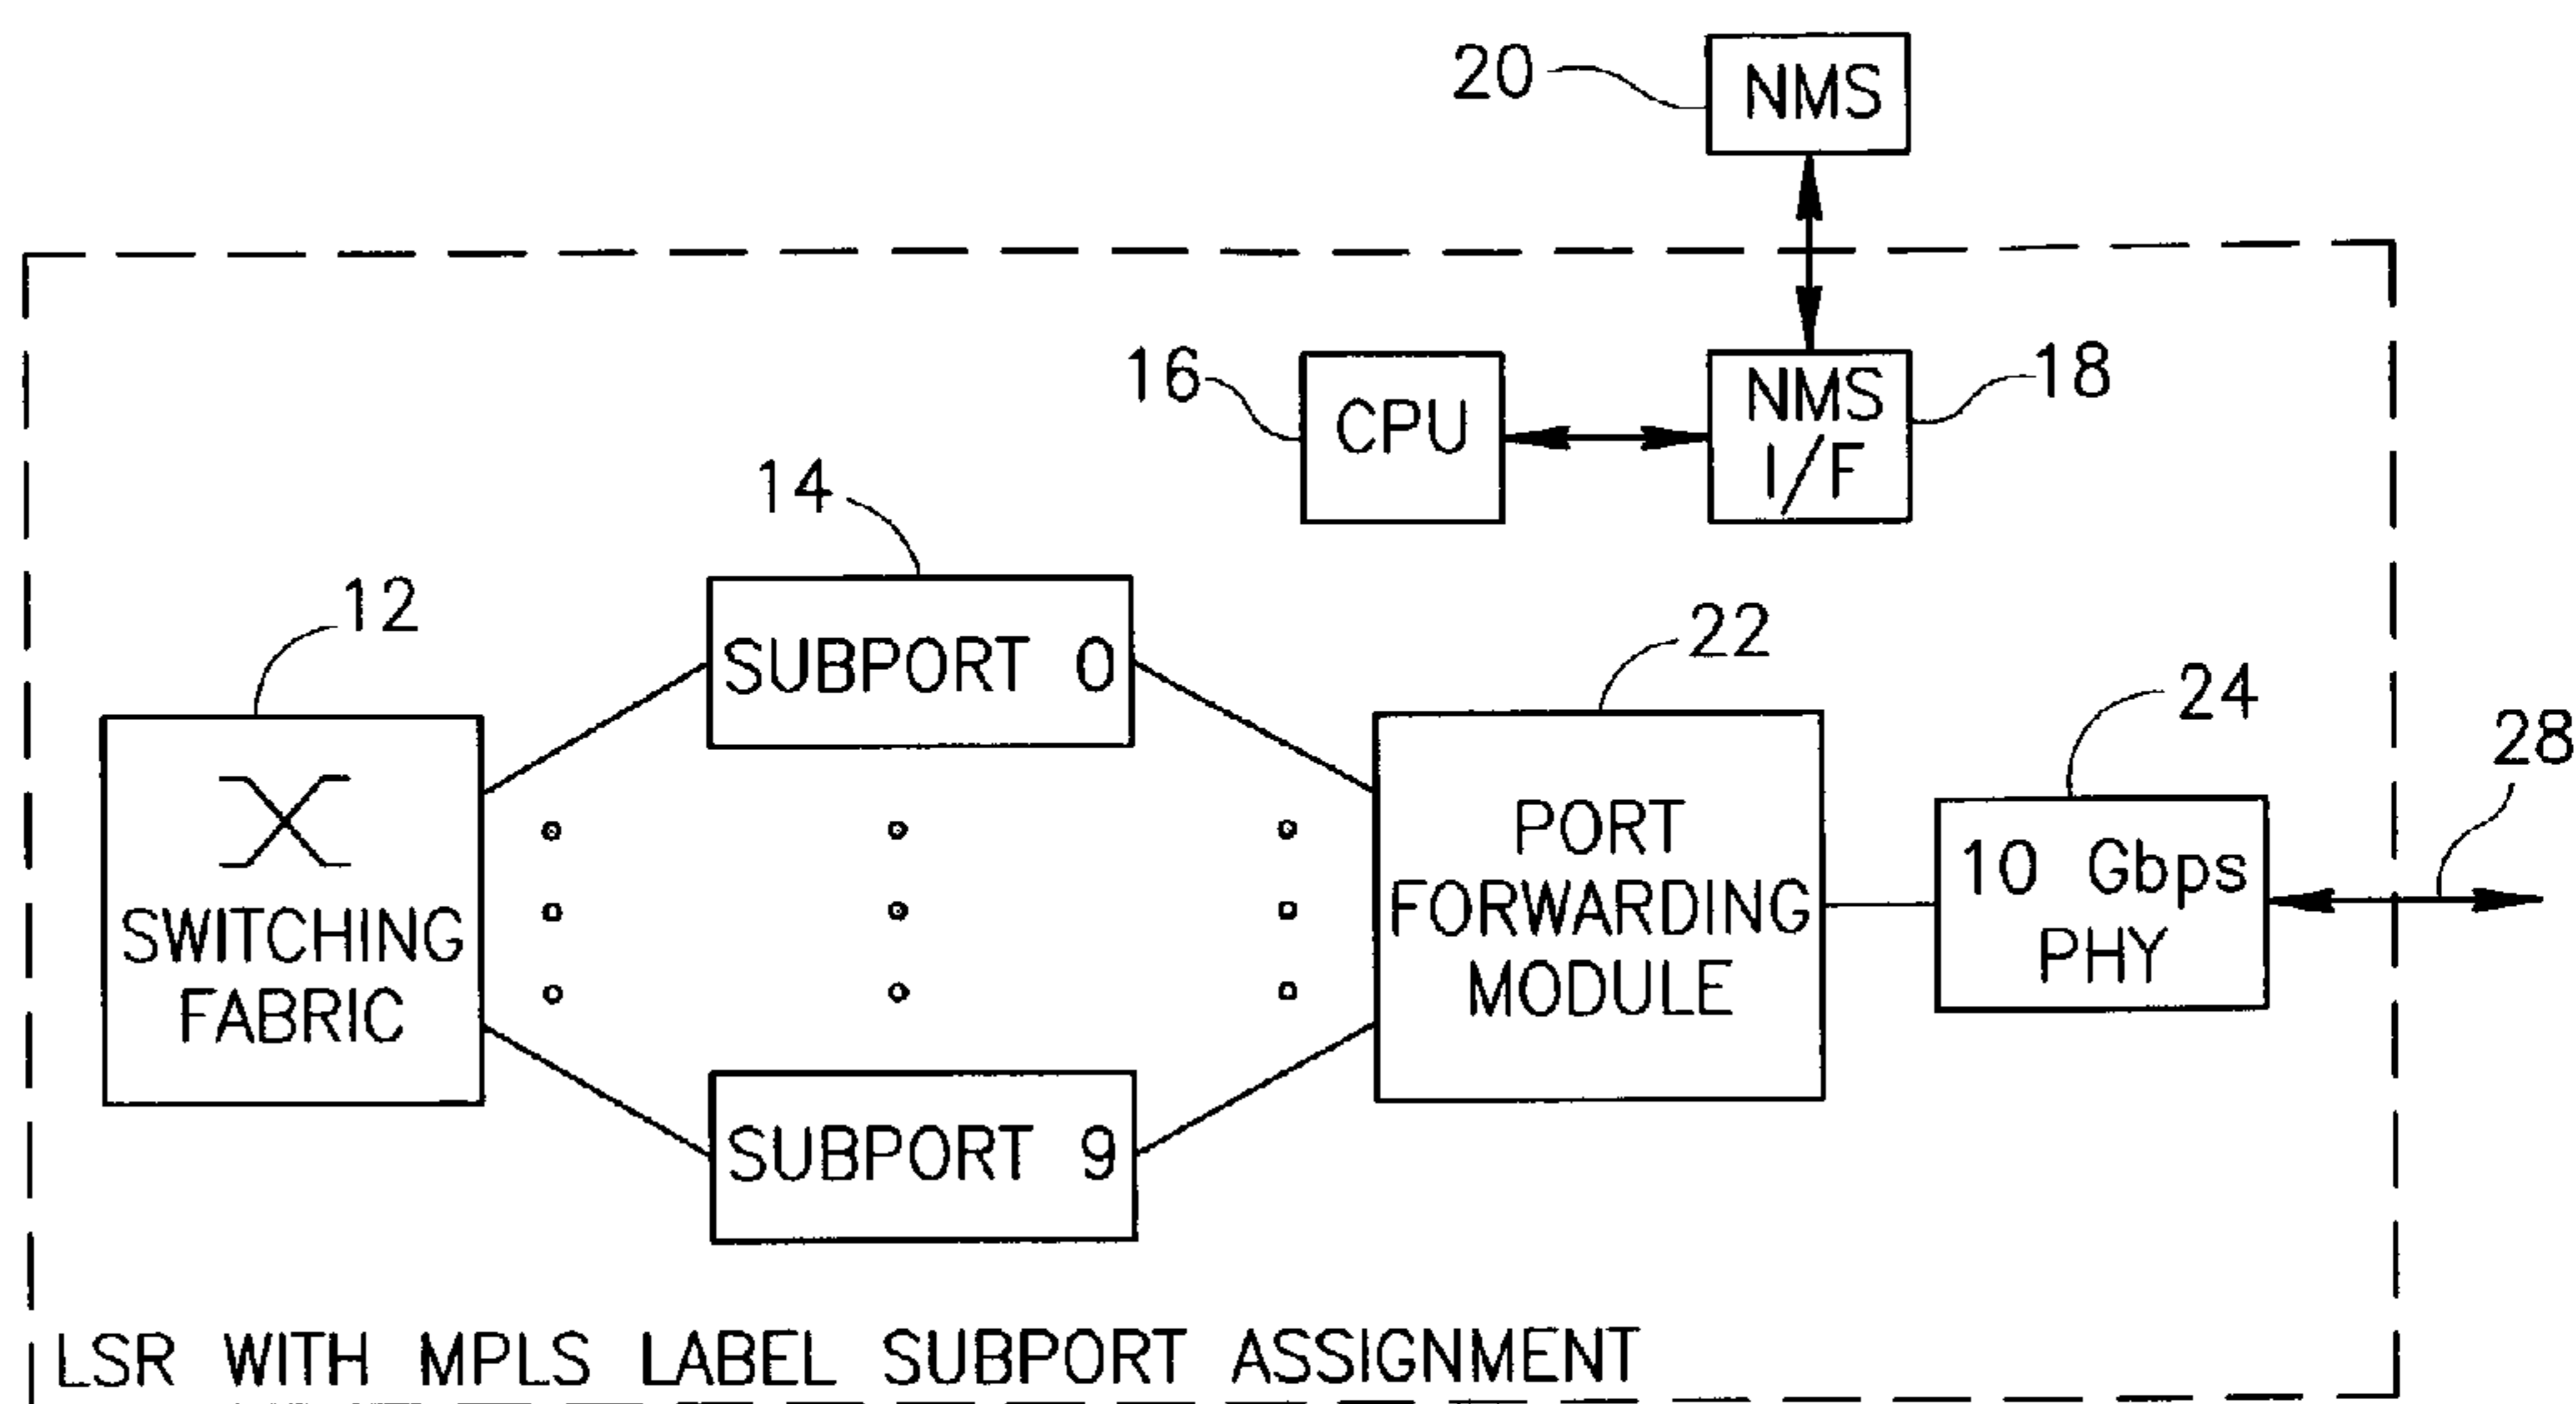 20
NMS
16
CPU
NMS
I/F
18
14
12
SUBPORT 0
22
24
28
SWITCHING
FABRIC
PORT
FORWARDING
MODULE
10 Gbps
PHY
SUBPORT 9
LSR WITH MPLS LABEL SUBPORT ASSIGNMENT